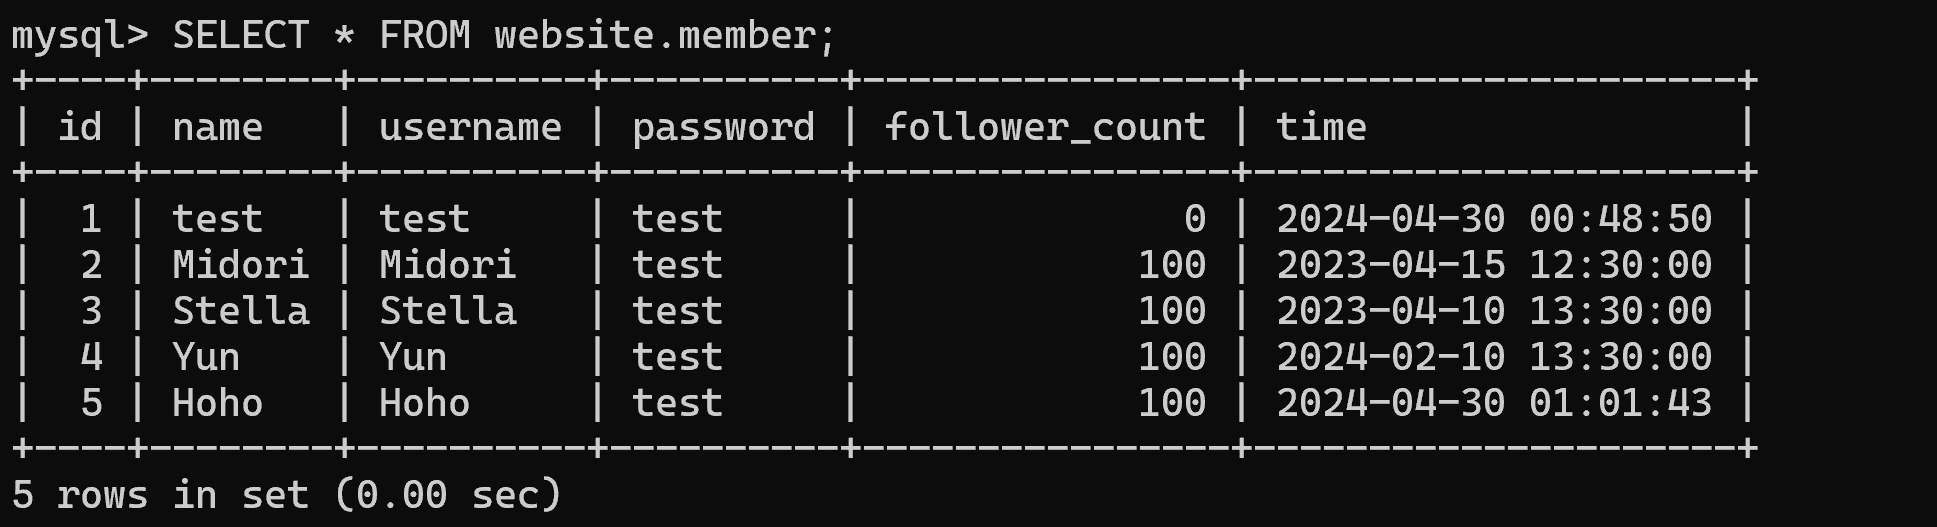 mysql> SELECT * FROM website.member;
+----+--------+----------+----------+----------------+---------------------+
| id | name   | username | password | follower_count | time                |
+----+--------+----------+----------+----------------+---------------------+
|  1 | test   | test     | test     |              0 | 2024-04-30 00:48:50 |
|  2 | Midori | Midori   | test     |            100 | 2023-04-15 12:30:00 |
|  3 | Stella | Stella   | test     |            100 | 2023-04-10 13:30:00 |
|  4 | Yun    | Yun      | test     |            100 | 2024-02-10 13:30:00 |
|  5 | Hoho   | Hoho     | test     |            100 | 2024-04-30 01:01:43 |
+----+--------+----------+----------+----------------+---------------------+
5 rows in set (0.00 sec)